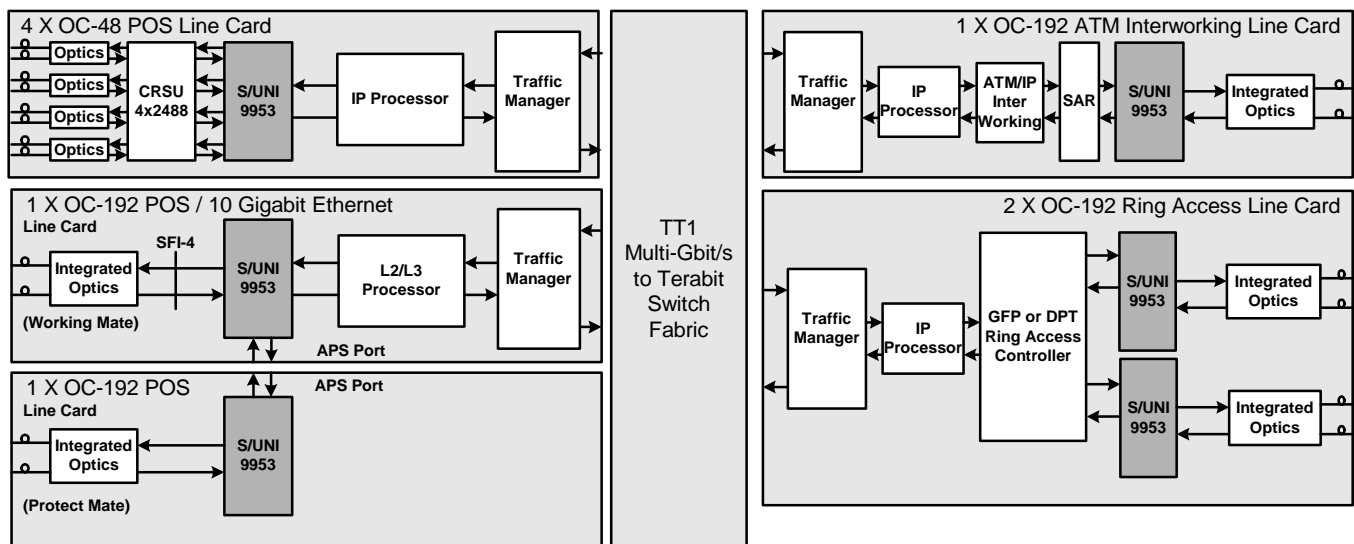 4 X OC-48 POS Line Card
Optics
Optics
Optics
Optics
CRSU
4x2488
S/UNI
9953
IP Processor
Traffic
Manager
1 X OC-192 POS / 10 Gigabit Ethernet
Line Card
SFI-4
Integrated
Optics
S/UNI
9953
L2/L3
Processor
Traffic
Manager
(Working Mate)
APS Port
1 X OC-192 POS
APS Port
Line Card
Integrated
Optics
S/UNI
9953
(Protect Mate)
TT1
Multi-Gbit/s
to Terabit
Switch
Fabric
1 X OC-192 ATM Interworking Line Card
Traffic
Manager
IP
Processor
ATM/IP
Inter
Working
SAR
S/UNI
9953
Integrated
Optics
2 X OC-192 Ring Access Line Card
Traffic
Manager
IP
Processor
GFP or DPT
Ring Access
Controller
S/UNI
9953
Integrated
Optics
S/UNI
9953
Integrated
Optics